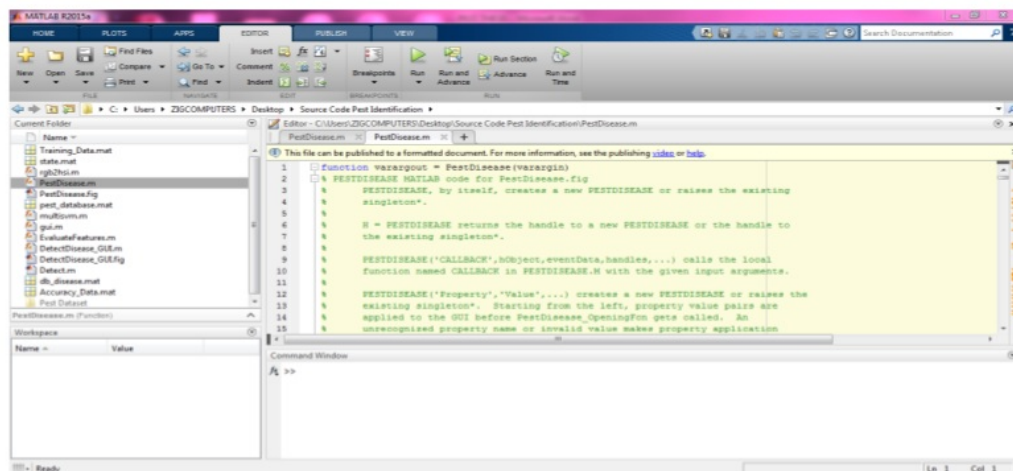 MATLAB R2015a
HOME PLOTS APPS EDITOR PUBLISH VIEW
Search Documentation
New Open Save
Find Files
Compare
Print
Go To
Find
Insert fx
Comment
Indent
Breakpoints
Run
Run and Advance
Run Section
Advance
Run and Time
FILE NAVIGATE EDIT BREAKPOINTS RUN
C: Users ZIGCOMPUTERS Desktop Source Code Pest Identification
Current Folder
Name
Training_Data.mat
state.mat
rgb2hsi.m
PestDisease.m
PestDisease.fig
pest_database.mat
multisvm.m
gui.m
EvaluateFeatures.m
DetectDisease_GUI.m
DetectDisease_GUI.fig
Detect.m
db_disease.mat
Accuracy_Data.mat
Pest Dataset
PestDisease.m (Function)
Workspace
Name Value
Editor - C:\Users\ZIGCOMPUTERS\Desktop\Source Code Pest Identification\PestDisease.m
PestDisease.m PestDisease.m
This file can be published to a formatted document. For more information, see the publishing video or help.
1 function varargout = PestDisease(varargin)
2 % PESTDISEASE MATLAB code for PestDisease.fig
3 % PESTDISEASE, by itself, creates a new PESTDISEASE or raises the existing
4 % singleton*.
5 %
6 % H = PESTDISEASE returns the handle to a new PESTDISEASE or the handle to
7 % the existing singleton*.
8 %
9 % PESTDISEASE('CALLBACK',hObject,eventData,handles,...) calls the local
10 % function named CALLBACK in PESTDISEASE.M with the given input arguments.
11 %
12 % PESTDISEASE('Property','Value',...) creates a new PESTDISEASE or raises the
13 % existing singleton*. Starting from the left, property value pairs are
14 % applied to the GUI before PestDisease_OpeningFcn gets called. An
15 % unrecognized property name or invalid value makes property application
Command Window
fx >>
Ready
Ln 1 Col 1